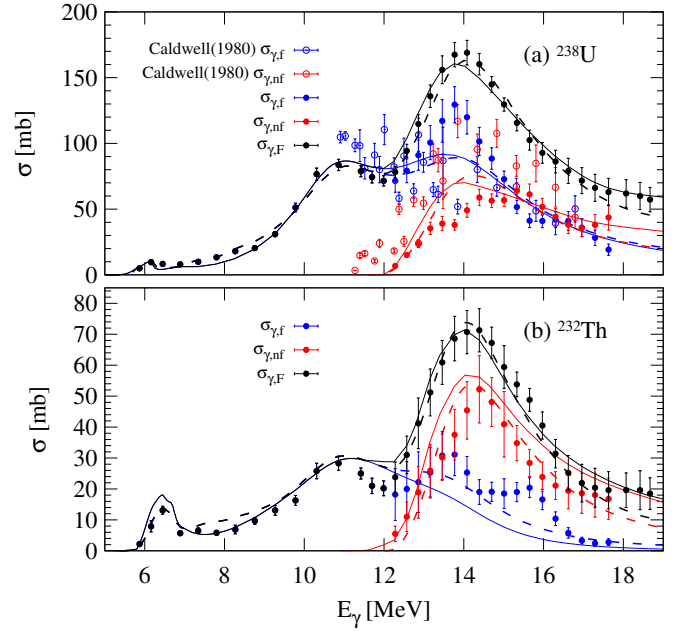 200
150
100
50
0
σ [mb]
(a) ²³⁸U
Caldwell(1980) σγ,f
Caldwell(1980) σγ,nf
σγ,f
σγ,nf
σγ,F
80
70
60
50
40
30
20
10
0
σ [mb]
(b) ²³²Th
σγ,f
σγ,nf
σγ,F
6 8 10 12 14 16 18
Eγ [MeV]